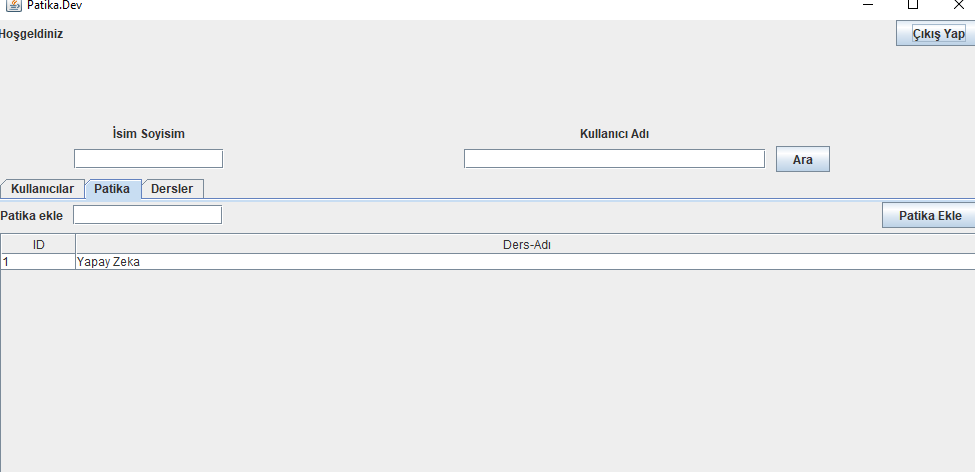 Patika.Dev
Hoşgeldiniz Çıkış Yap
İsim Soyisim Kullanıcı Adı
Ara
Kullanıcılar Patika Dersler
Patika ekle Patika Ekle
ID Ders-Adı
1 Yapay Zeka